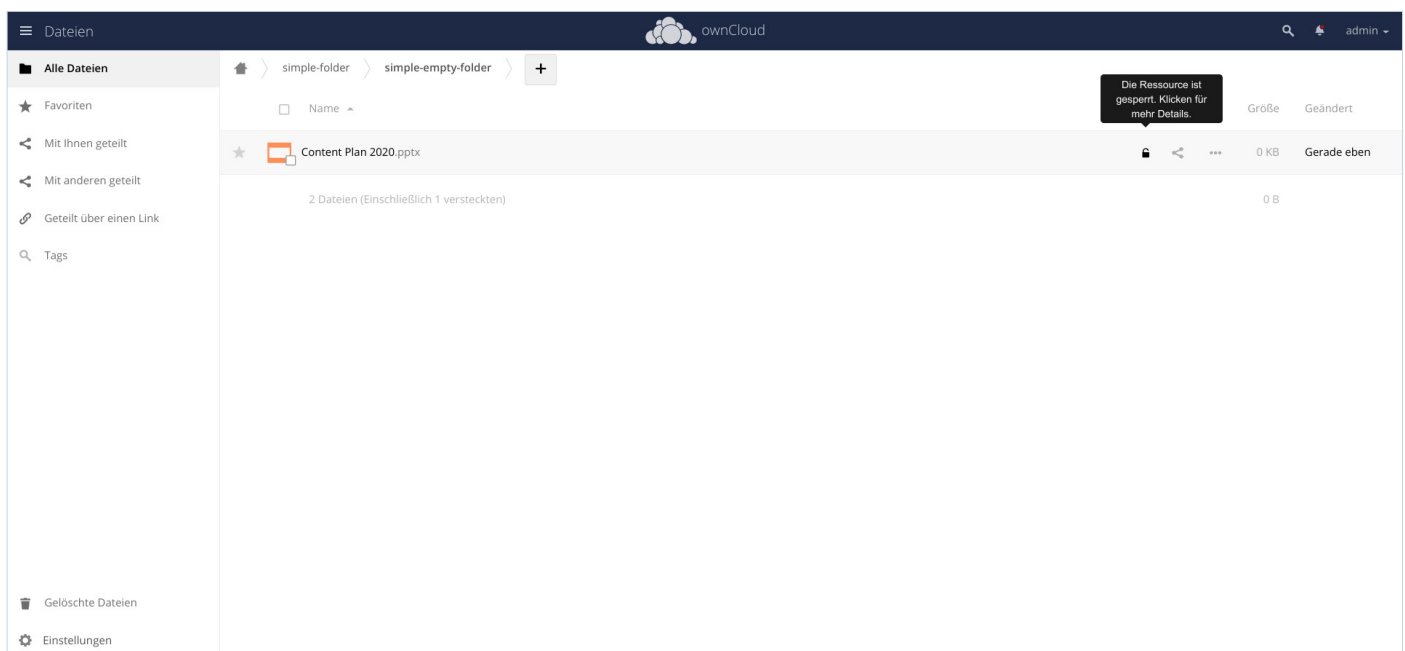 Dateien
ownCloud
admin
Alle Dateien
simple-folder
simple-empty-folder
+
Die Ressource ist
gesperrt. Klicken für
mehr Details.
Favoriten
Name
Größe
Geändert
Mit Ihnen geteilt
Content Plan 2020.pptx
0 KB
Gerade eben
Mit anderen geteilt
2 Dateien (Einschließlich 1 versteckten)
0 B
Geteilt über einen Link
Tags
Gelöschte Dateien
Einstellungen